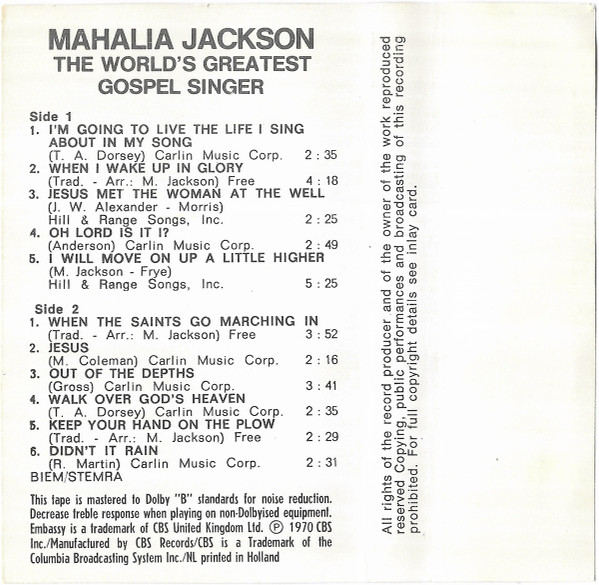 MAHALIA JACKSON
THE WORLD'S GREATEST
GOSPEL SINGER
Side 1
1. I'M GOING TO LIVE THE LIFE I SING
ABOUT IN MY SONG
(T. A. Dorsey) Carlin Music Corp. 2 : 35
2. WHEN I WAKE UP IN GLORY
(Trad. - Arr.: M. Jackson) Free 4 : 18
3. JESUS MET THE WOMAN AT THE WELL
(J. W. Alexander - Morris)
Hill & Range Songs, Inc. 2 : 25
4. OH LORD IS IT I?
(Anderson) Carlin Music Corp. 2 : 49
5. I WILL MOVE ON UP A LITTLE HIGHER
(M. Jackson - Frye)
Hill & Range Songs, Inc. 5 : 25
Side 2
1. WHEN THE SAINTS GO MARCHING IN
(Trad. - Arr.: M. Jackson) Free 3 : 52
2. JESUS
(M. Coleman) Carlin Music Corp. 2 : 16
3. OUT OF THE DEPTHS
(Gross) Carlin Music Corp. 3 : 41
4. WALK OVER GOD'S HEAVEN
(T. A. Dorsey) Carlin Music Corp. 2 : 35
5. KEEP YOUR HAND ON THE PLOW
(Trad. - Arr.: M. Jackson) Free 2 : 29
6. DIDN'T IT RAIN
(R. Martin) Carlin Music Corp. 2 : 31
BIEM/STEMRA
This tape is mastered to Dolby "B" standards for noise reduction.
Decrease treble response when playing on non-Dolbyised equipment.
Embassy is a trademark of CBS United Kingdom Ltd. Ⓟ 1970 CBS
Inc./Manufactured by CBS Records/CBS is a Trademark of the
Columbia Broadcasting System Inc./NL printed in Holland
All rights of the record producer and of the owner of the work reproduced
reserved Copying, public performances and broadcasting of this recording
prohibited. For full copyright details see inlay card.